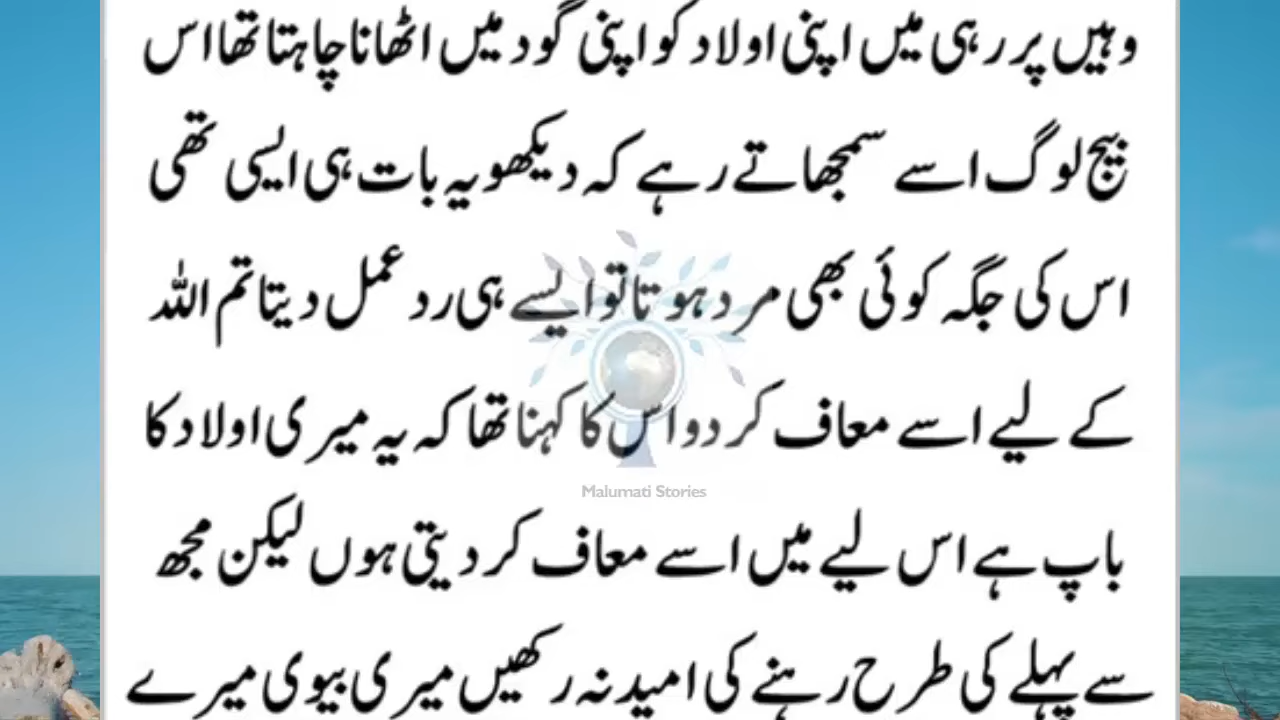 وہیں پر رہی میں اپنی اولاد کو اپنی گود میں اٹھانا چاہتا تھا اس
بیچ لوگ اسے سمجھاتے رہے کہ دیکھو یہ بات ہی ایسی تھی
اس کی جگہ کوئی بھی مرد ہوتا تو ایسے ہی رد عمل دیتا تم اللہ
کے لیے اسے معاف کر دو اس کا کہنا تھا کہ یہ میری اولاد کا
Malumati Stories
باپ ہے اس لیے میں اسے معاف کر دیتی ہوں لیکن مجھ
سے پہلے کی طرح رہنے کی امید نہ رکھیں میری بیوی میرے